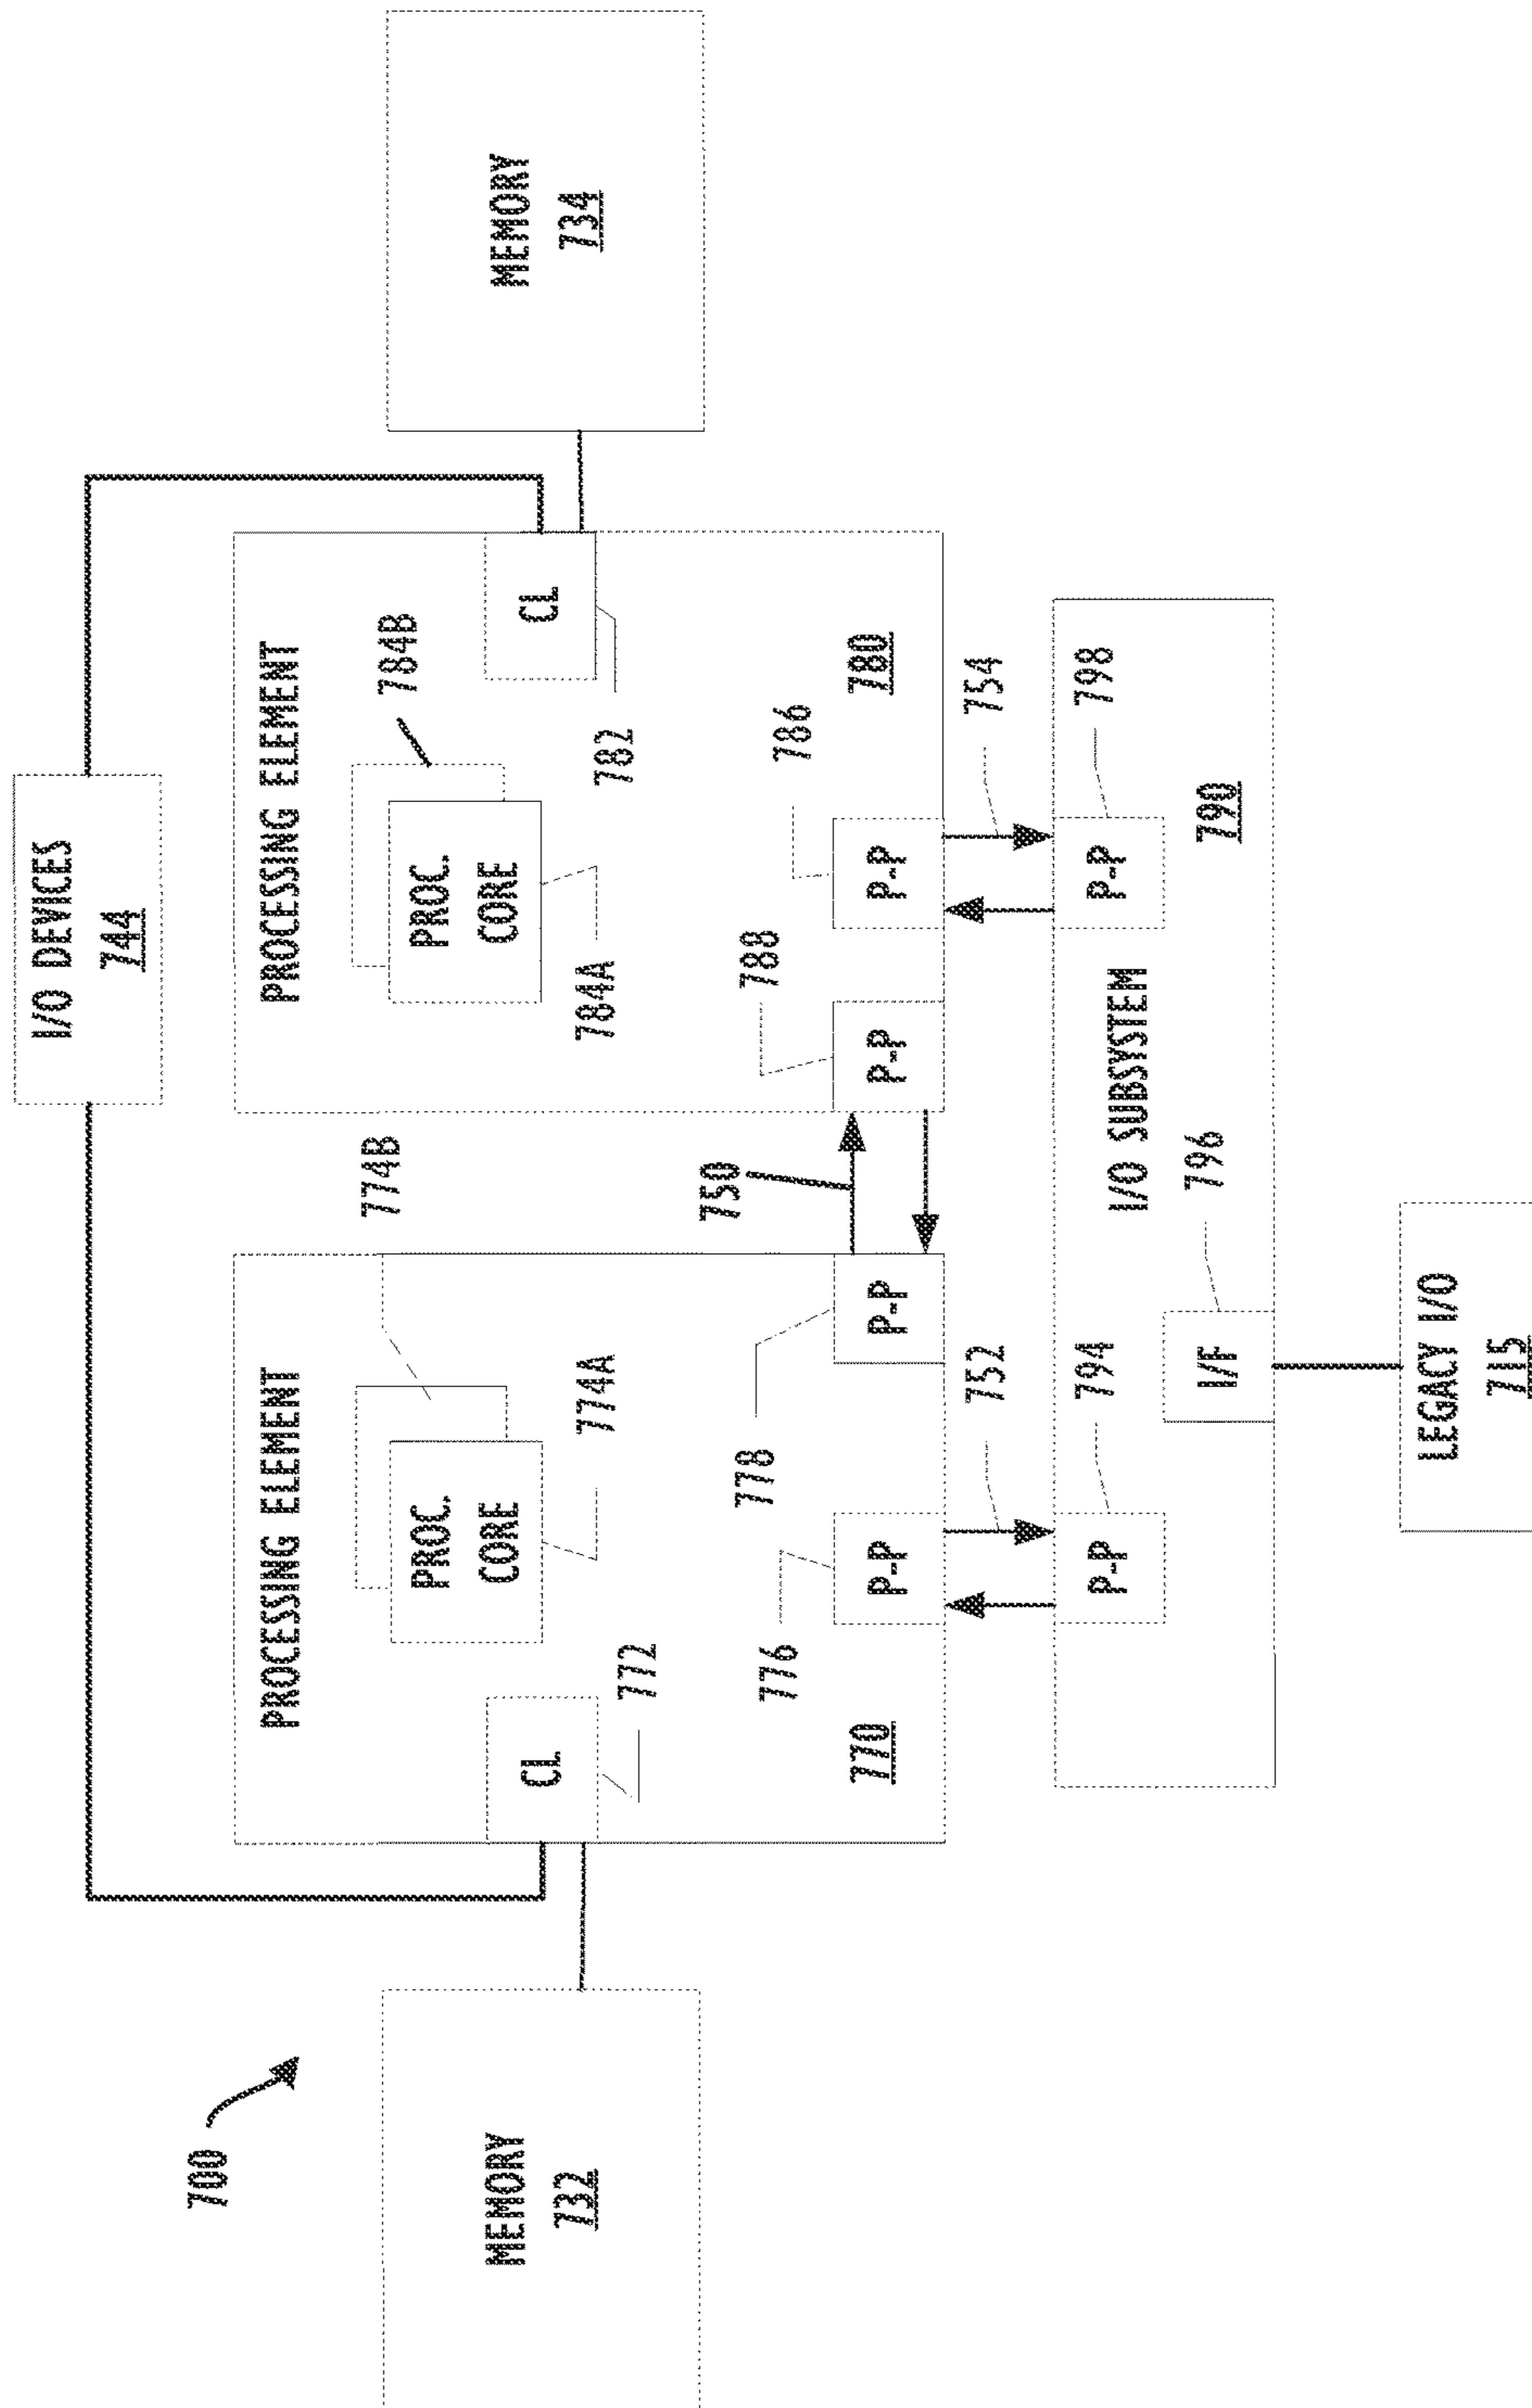 I/O DEVICES
744
700
MEMORY
732
PROCESSING ELEMENT
774B
PROC.
CORE
774A
CL
772
778
776
P-P
P-P
770
750
PROCESSING ELEMENT
784B
PROC.
CORE
784A
CL
782
788
786
P-P
P-P
780
MEMORY
734
752
754
794
P-P
I/O SUBSYSTEM
796
I/F
798
P-P
790
LEGACY I/O
715